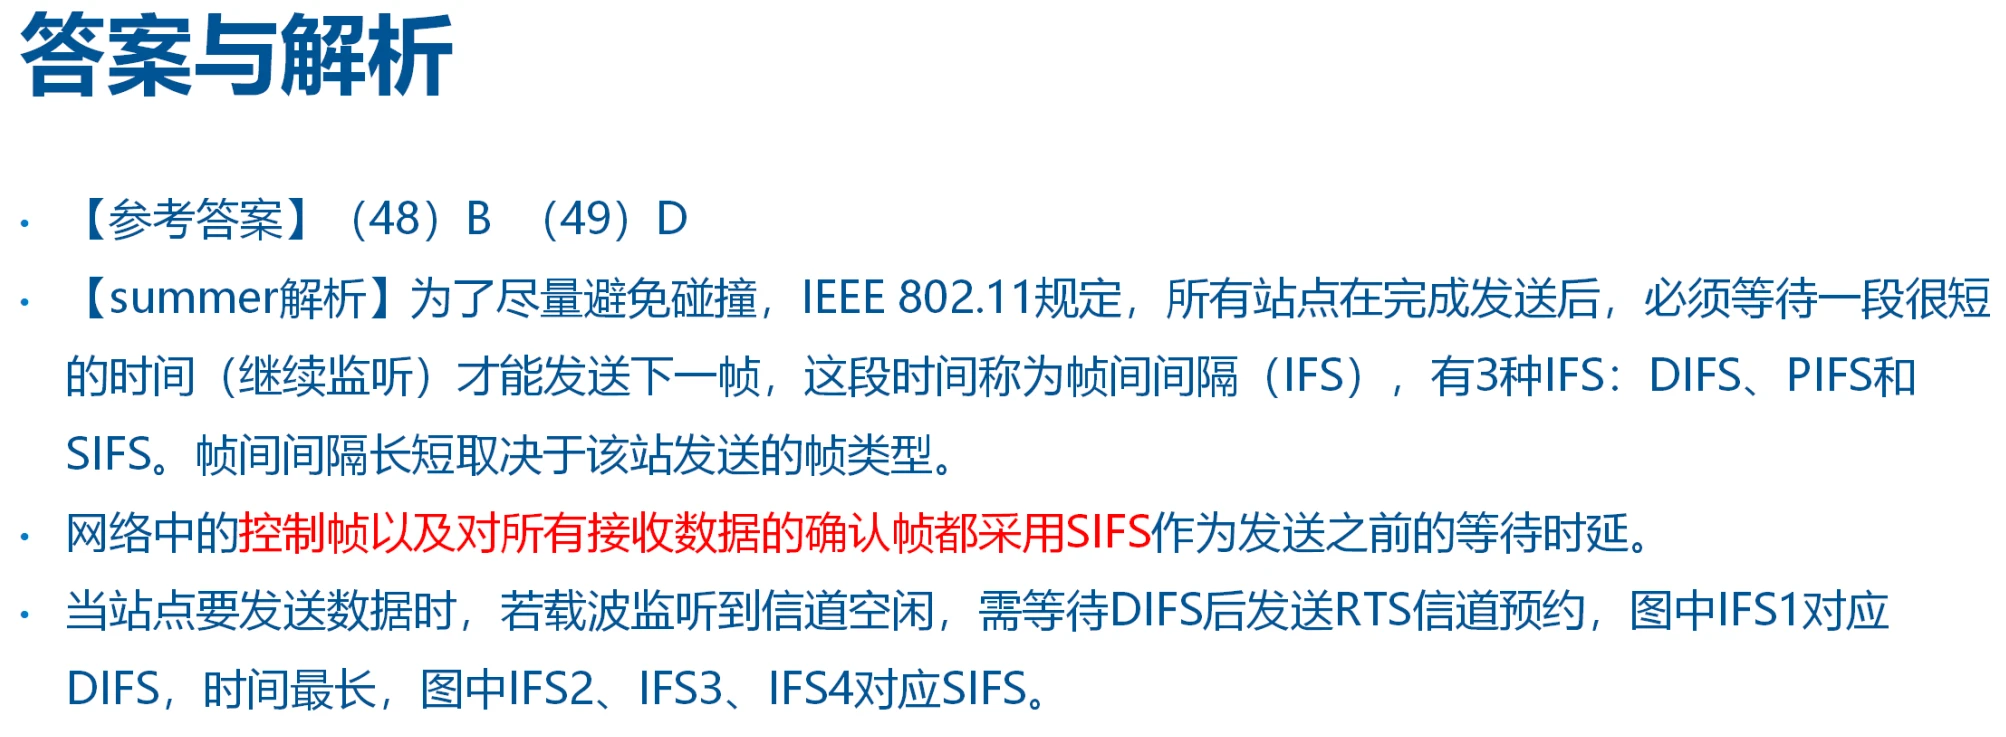 答案与解析
• 【参考答案】（48）B （49）D
• 【summer解析】为了尽量避免碰撞，IEEE 802.11规定，所有站点在完成发送后，必须等待一段很短
的时间（继续监听）才能发送下一帧，这段时间称为帧间间隔（IFS），有3种IFS：DIFS、PIFS和
SIFS。帧间间隔长短取决于该站发送的帧类型。
• 网络中的控制帧以及对所有接收数据的确认帧都采用SIFS作为发送之前的等待时延。
• 当站点要发送数据时，若载波监听到信道空闲，需等待DIFS后发送RTS信道预约，图中IFS1对应
DIFS，时间最长，图中IFS2、IFS3、IFS4对应SIFS。